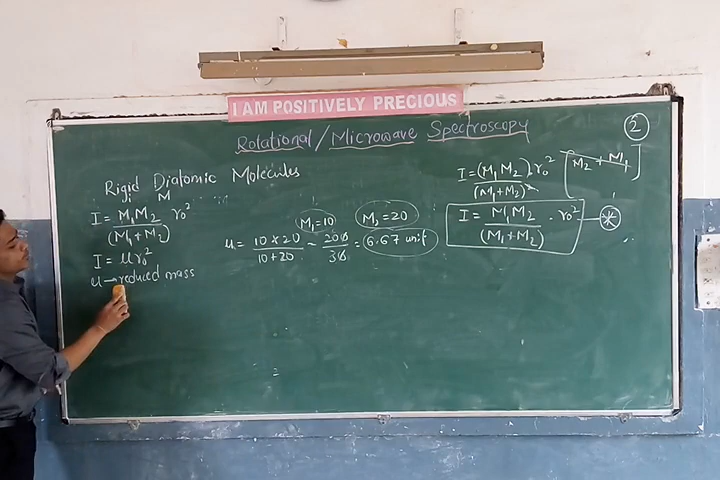 I AM POSITIVELY PRECIOUS
Rotational / Microwave Spectroscopy
2
Rigid Diatomic Molecules
M
I = M₁M₂ / (M₁+M₂) r₀²
I = μr₀²
μ → reduced mass
M₁=10
M₂=20
μ = 10×20 / 10+20 = 200 / 30 = 6.67 unit
I = (M₁M₂) r₀² / (M₁+M₂)² [M₂ + M₁]
I = M₁M₂ / (M₁+M₂) · r₀² — *